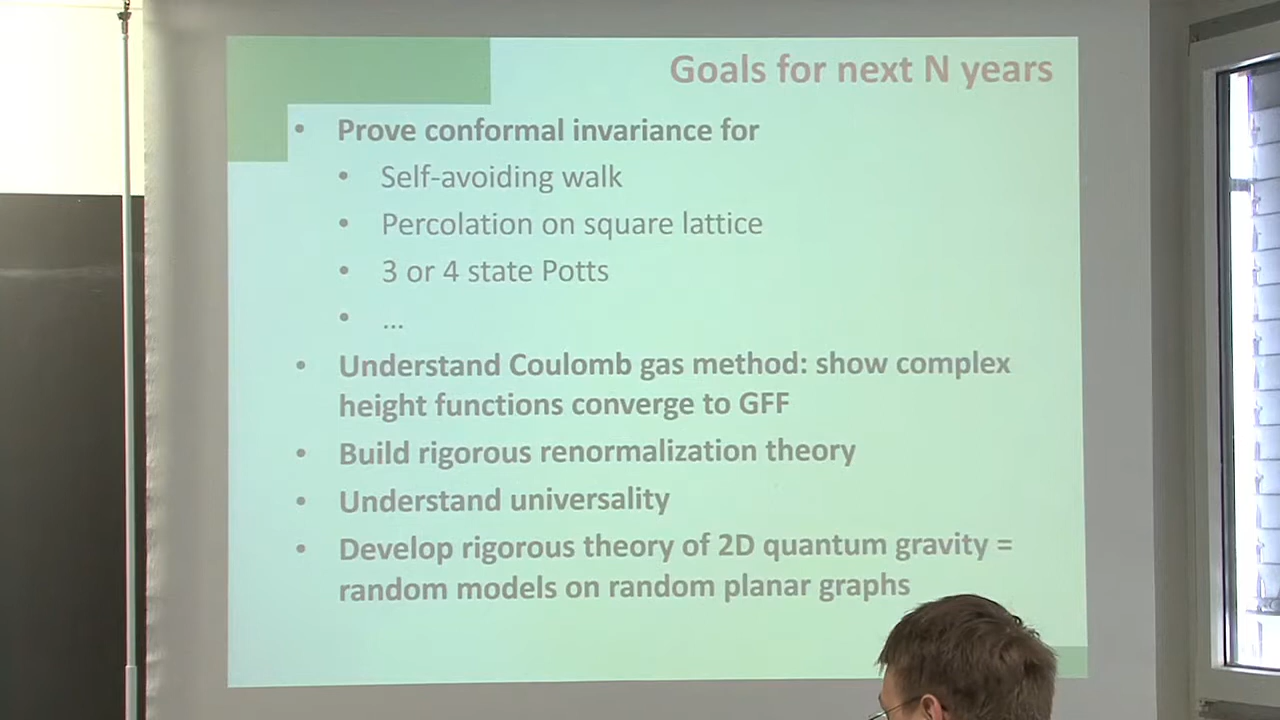 Goals for next N years
• Prove conformal invariance for
• Self-avoiding walk
• Percolation on square lattice
• 3 or 4 state Potts
• ...
• Understand Coulomb gas method: show complex
height functions converge to GFF
• Build rigorous renormalization theory
• Understand universality
• Develop rigorous theory of 2D quantum gravity =
random models on random planar graphs